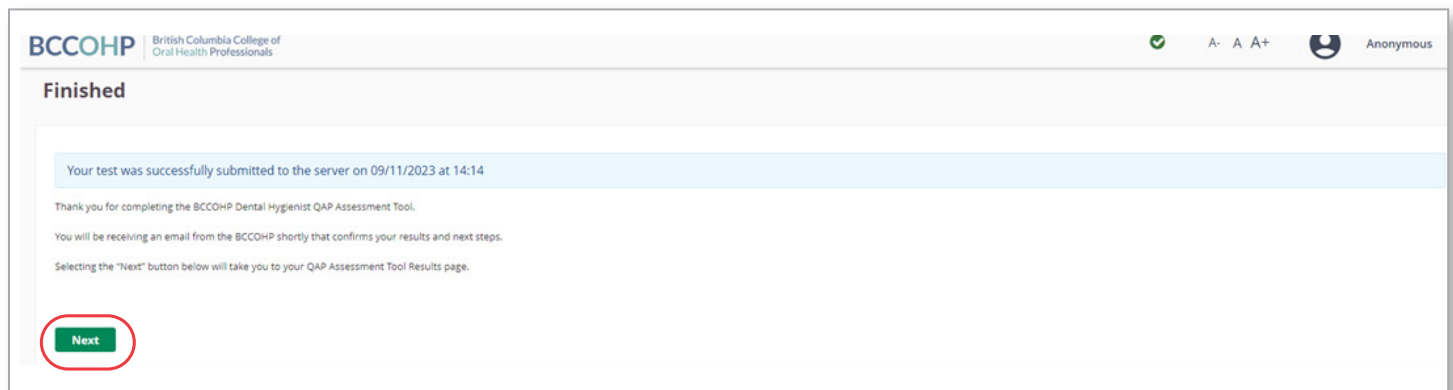 BCCOHP
British Columbia College of
Oral Health Professionals
A- A A+
Anonymous
Finished
Your test was successfully submitted to the server on 09/11/2023 at 14:14
Thank you for completing the BCCOHP Dental Hygienist QAP Assessment Tool.
You will be receiving an email from the BCCOHP shortly that confirms your results and next steps.
Selecting the "Next" button below will take you to your QAP Assessment Tool Results page.
Next